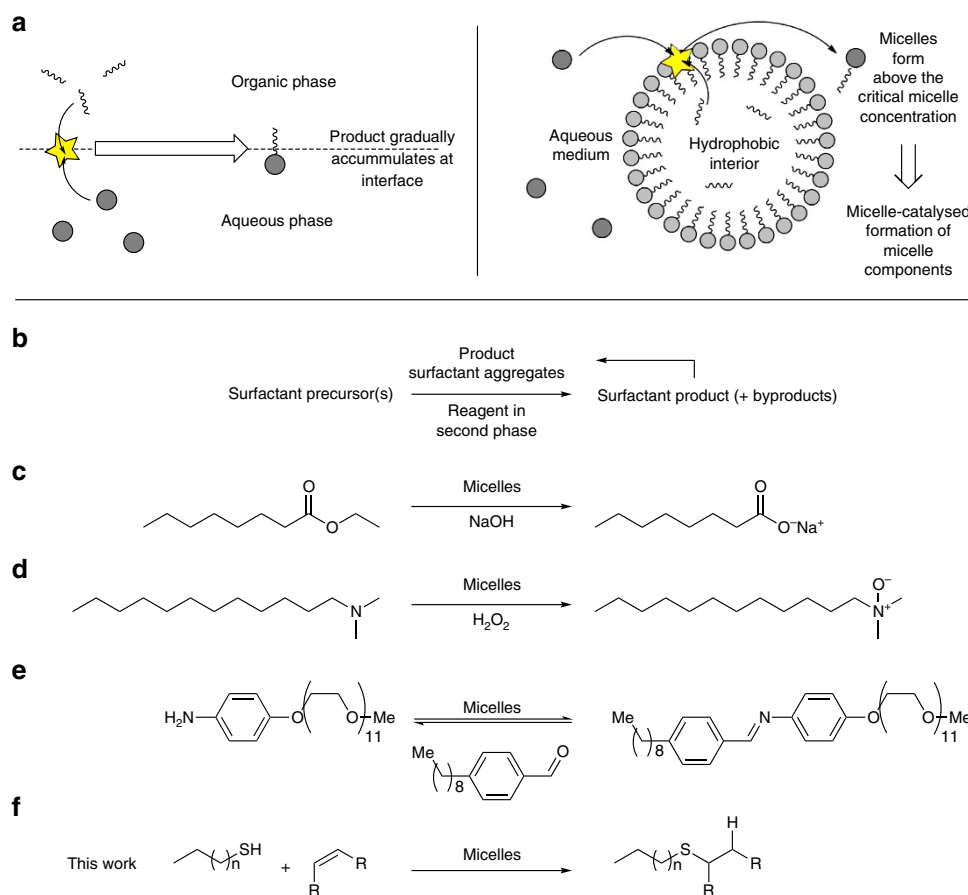 a
Organic phase
Product gradually
accummulates at
interface
Aqueous phase
Aqueous
medium
Hydrophobic
interior
Micelles
form
above the
critical micelle
concentration
Micelle-catalysed
formation of
micelle
components
b
Surfactant precursor(s)
Product
surfactant aggregates
Reagent in
second phase
Surfactant product (+ byproducts)
c
O
O
Micelles
NaOH
O
O⁻Na⁺
d
N
Micelles
H₂O₂
O⁻
N⁺
e
H₂N
O
O
Me
11
Micelles
Me
8
O
Me
8
N
O
O
Me
11
f
This work
n
SH
+
R
R
Micelles
n
S
H
R
R